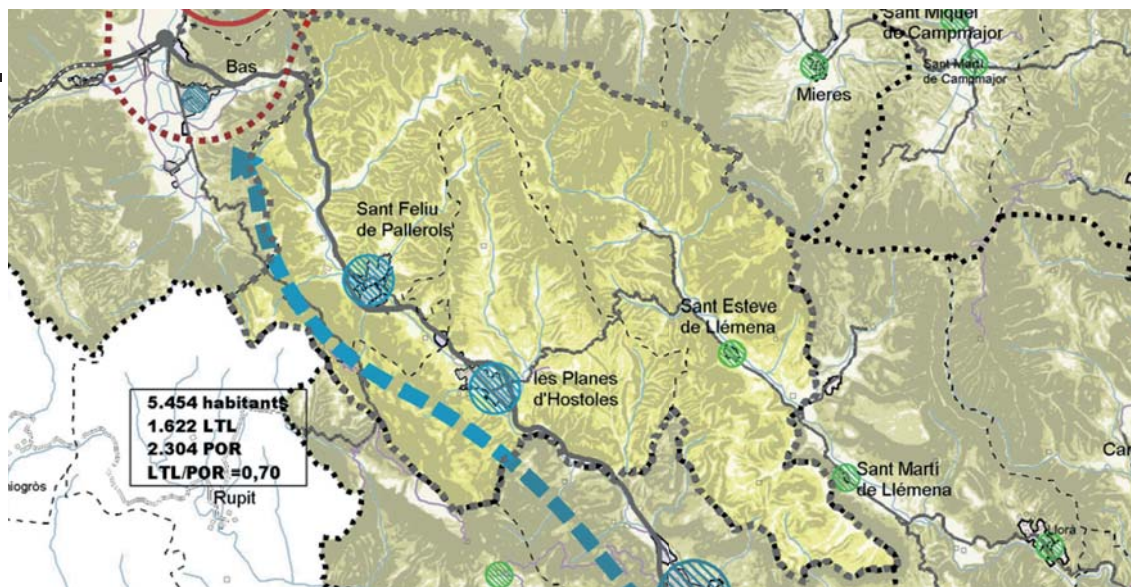 Sant Miquel
de Campmajor
Sant Martí
de Campmajor
Bas
Mieres
Sant Feliu
de Pallerols
Sant Esteve
de Llémena
les Planes
d'Hostoles
5.454 habitants
1.622 LTL
2.304 POR
LTL/POR =0,70
Rupit
iogròs
Sant Martí
de Llémena
Car
Llorà